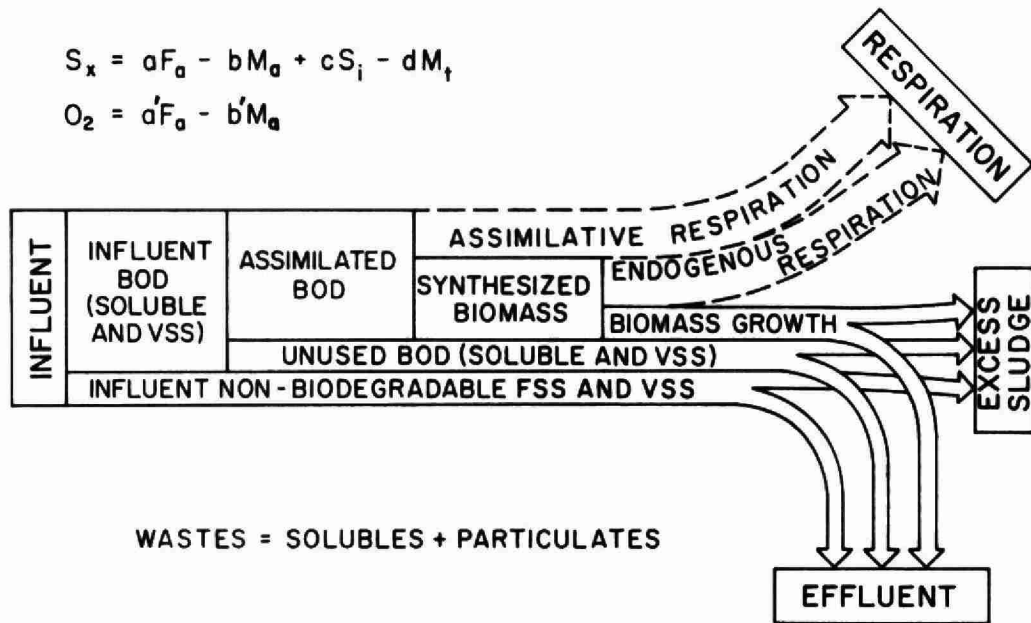 Sₓ = aFₐ - bMₐ + cSᵢ - dMₜ
O₂ = a'Fₐ - b'Mₐ
RESPIRATION
INFLUENT
INFLUENT
BOD
(SOLUBLE
AND VSS)
ASSIMILATED
BOD
ASSIMILATIVE RESPIRATION
SYNTHESIZED
BIOMASS
ENDOGENOUS RESPIRATION
BIOMASS GROWTH
UNUSED BOD (SOLUBLE AND VSS)
INFLUENT NON-BIODEGRADABLE FSS AND VSS
EXCESS
SLUDGE
WASTES = SOLUBLES + PARTICULATES
EFFLUENT